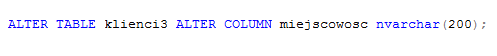 ALTER TABLE klienci3 ALTER COLUMN miejscowosc nvarchar(200);